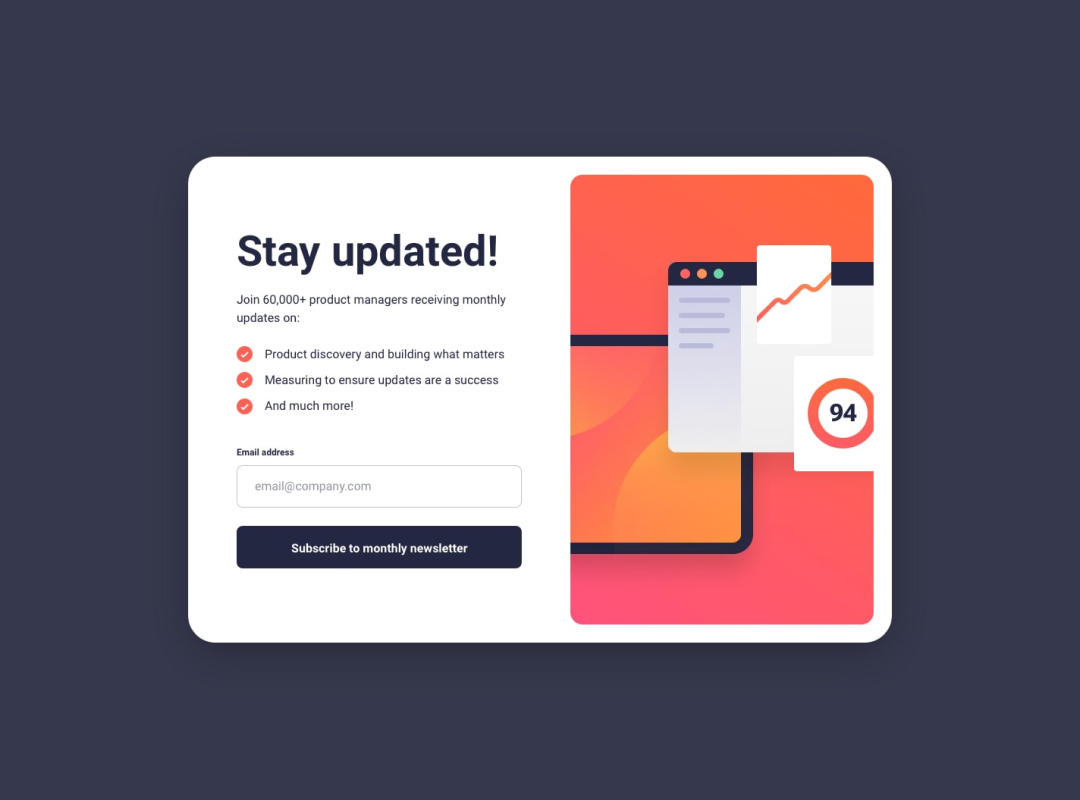 Stay updated!
Join 60,000+ product managers receiving monthly
updates on:
Product discovery and building what matters
Measuring to ensure updates are a success
And much more!
Email address
email@company.com
Subscribe to monthly newsletter
94